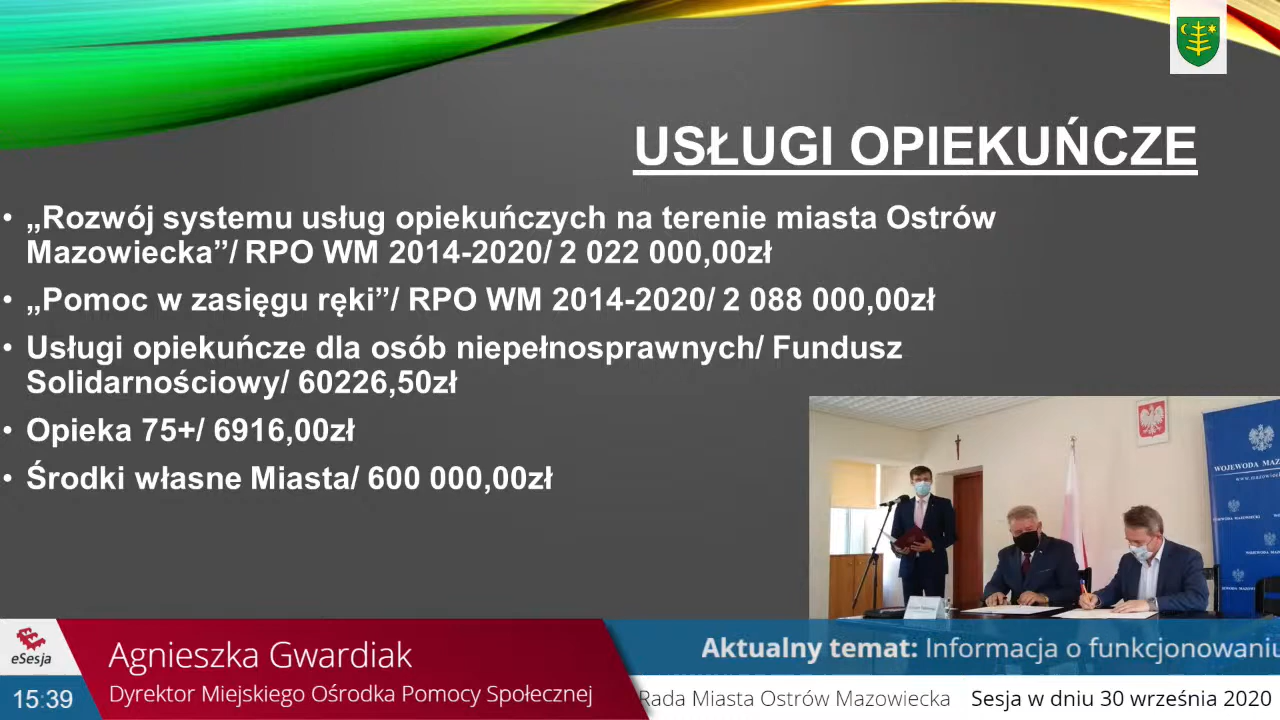 USŁUGI OPIEKUŃCZE
• „Rozwój systemu usług opiekuńczych na terenie miasta Ostrów
Mazowiecka”/ RPO WM 2014-2020/ 2 022 000,00zł
• „Pomoc w zasięgu ręki”/ RPO WM 2014-2020/ 2 088 000,00zł
• Usługi opiekuńcze dla osób niepełnosprawnych/ Fundusz
Solidarnościowy/ 60226,50zł
• Opieka 75+/ 6916,00zł
• Środki własne Miasta/ 600 000,00zł
WOJEWODA MAZ
eSesja
Agnieszka Gwardiak
Dyrektor Miejskiego Ośrodka Pomocy Społecznej
15:39
Aktualny temat: Informacja o funkcjonowaniu
Rada Miasta Ostrów Mazowiecka Sesja w dniu 30 września 2020